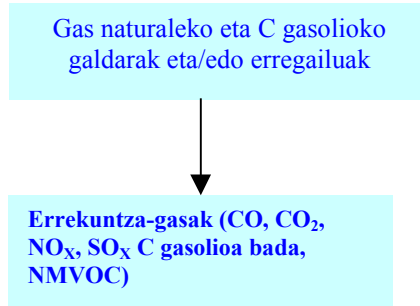 Gas naturaleko eta C gasolioko
galdarak eta/edo erregailuak
Errekuntza-gasak (CO, CO₂,
NOₓ, SOₓ C gasolioa bada,
NMVOC)